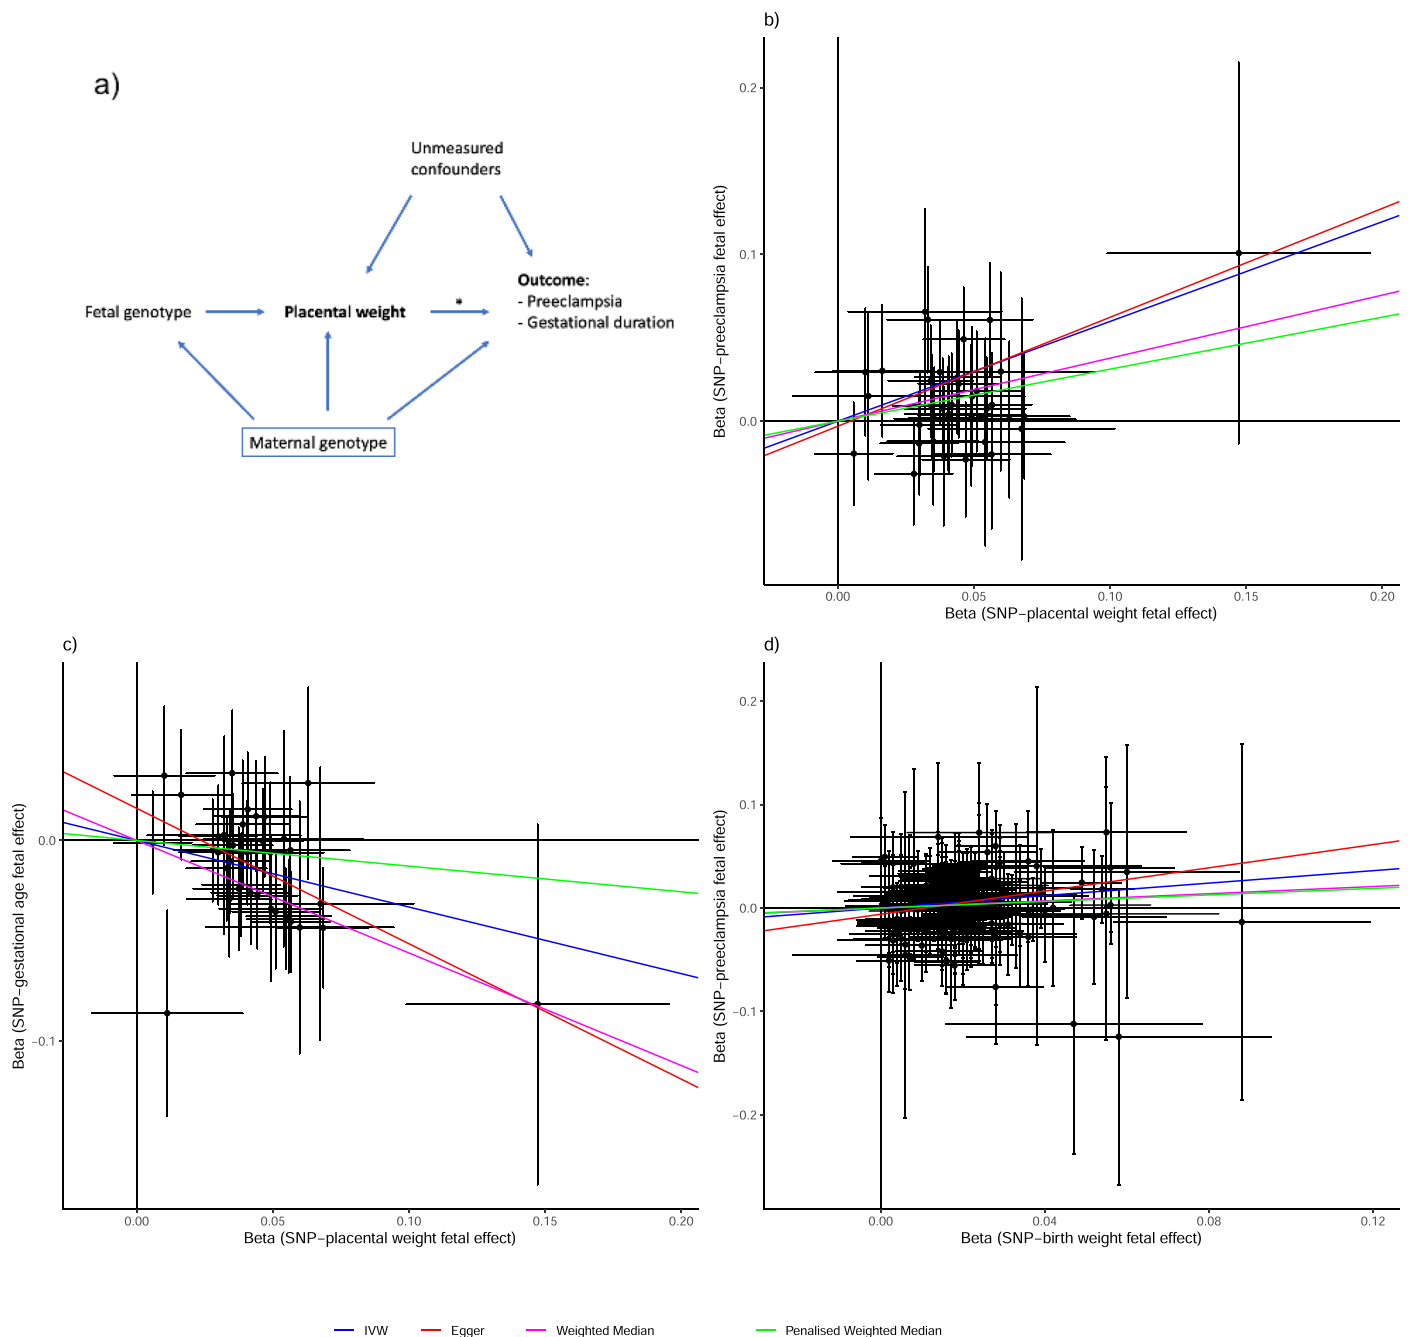 a)
Unmeasured
confounders
Fetal genotype
Placental weight
*
Outcome:
- Preeclampsia
- Gestational duration
Maternal genotype
b)
Beta (SNP−preeclampsia fetal effect)
0.2
0.1
0.0
0.00 0.05 0.10 0.15 0.20
Beta (SNP−placental weight fetal effect)
c)
Beta (SNP−gestational age fetal effect)
0.0
−0.1
0.00 0.05 0.10 0.15 0.20
Beta (SNP−placental weight fetal effect)
d)
Beta (SNP−preeclampsia fetal effect)
0.2
0.1
0.0
−0.1
−0.2
0.00 0.04 0.08 0.12
Beta (SNP−birth weight fetal effect)
IVW Egger Weighted Median Penalised Weighted Median